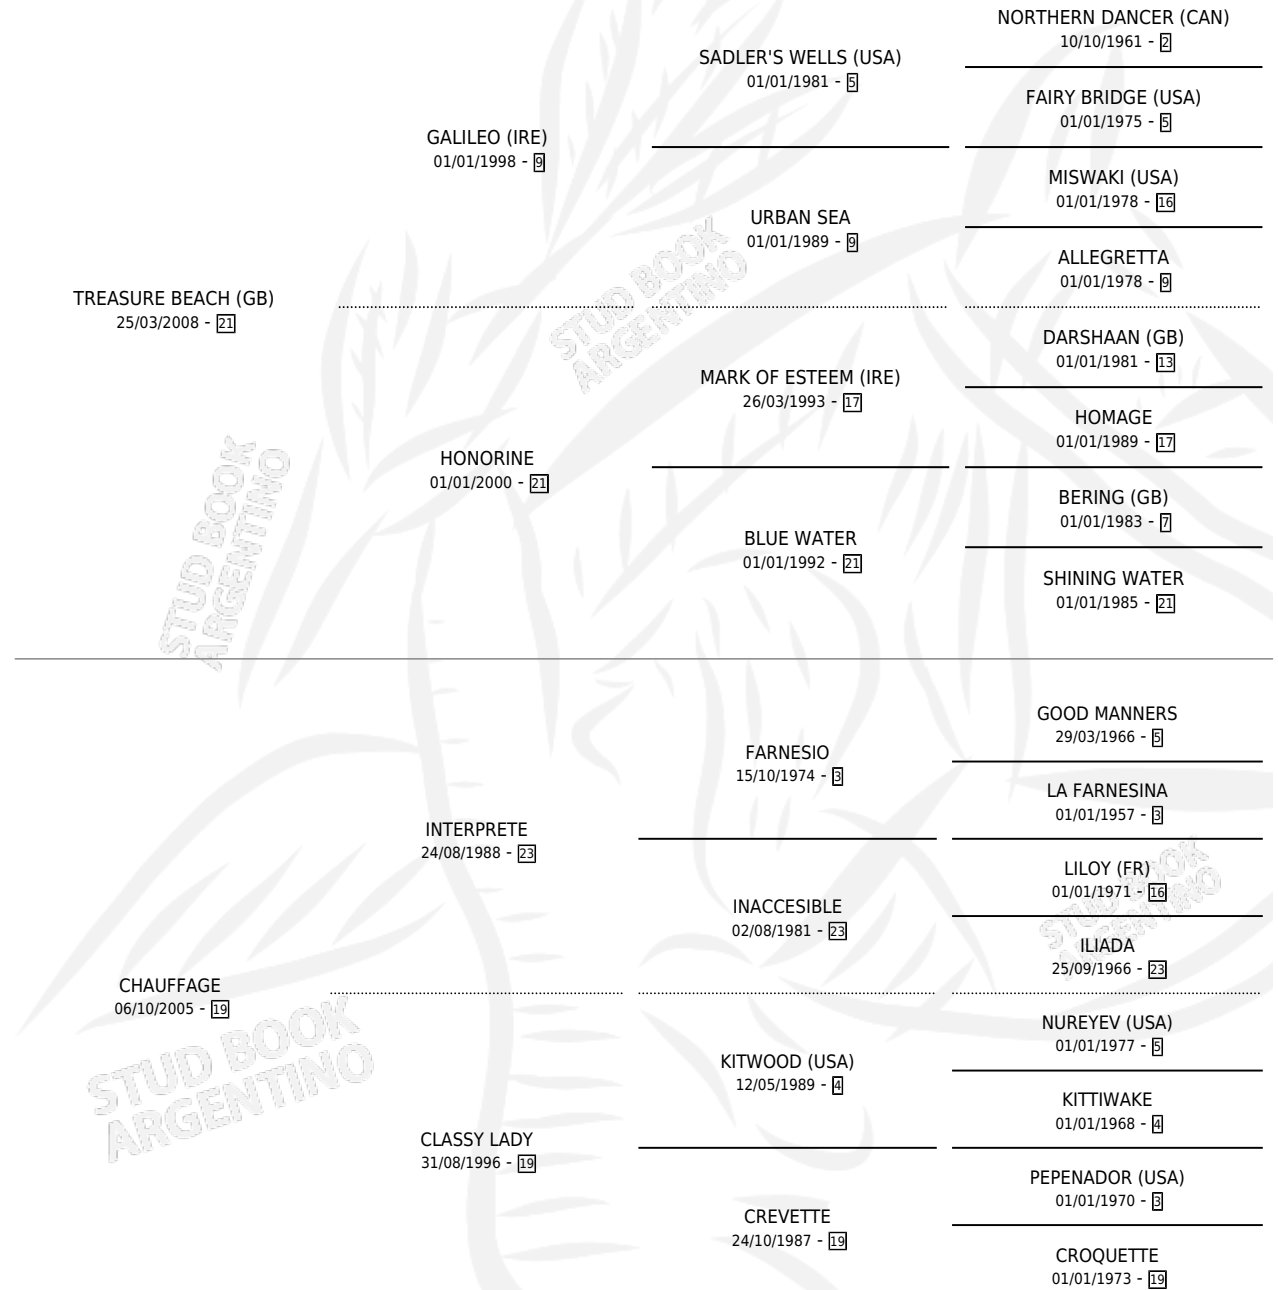 NORTHERN DANCER (CAN)
10/10/1961 - 2
SADLER'S WELLS (USA)
01/01/1981 - 5
FAIRY BRIDGE (USA)
01/01/1975 - 5
GALILEO (IRE)
01/01/1998 - 9
MISWAKI (USA)
01/01/1978 - 16
URBAN SEA
01/01/1989 - 9
ALLEGRETTA
01/01/1978 - 9
TREASURE BEACH (GB)
25/03/2008 - 21
STUD BOOK
ARGENTINO
DARSHAAN (GB)
01/01/1981 - 13
MARK OF ESTEEM (IRE)
26/03/1993 - 17
HOMAGE
01/01/1989 - 17
HONORINE
01/01/2000 - 21
BERING (GB)
01/01/1983 - 7
BLUE WATER
01/01/1992 - 21
SHINING WATER
01/01/1985 - 21
STUD BOOK
ARGENTINO
GOOD MANNERS
29/03/1966 - 5
FARNESIO
15/10/1974 - 3
LA FARNESINA
01/01/1957 - 3
INTERPRETE
24/08/1988 - 23
LILOY (FR)
01/01/1971 - 16
INACCESIBLE
02/08/1981 - 23
ILIADA
25/09/1966 - 23
STUD BOOK
ARGENTINO
CHAUFFAGE
06/10/2005 - 19
NUREYEV (USA)
01/01/1977 - 5
KITWOOD (USA)
12/05/1989 - 4
KITTIWAKE
01/01/1968 - 4
STUD BOOK
ARGENTINO
CLASSY LADY
31/08/1996 - 19
PEPENADOR (USA)
01/01/1970 - 3
CREVETTE
24/10/1987 - 19
CROQUETTE
01/01/1973 - 19